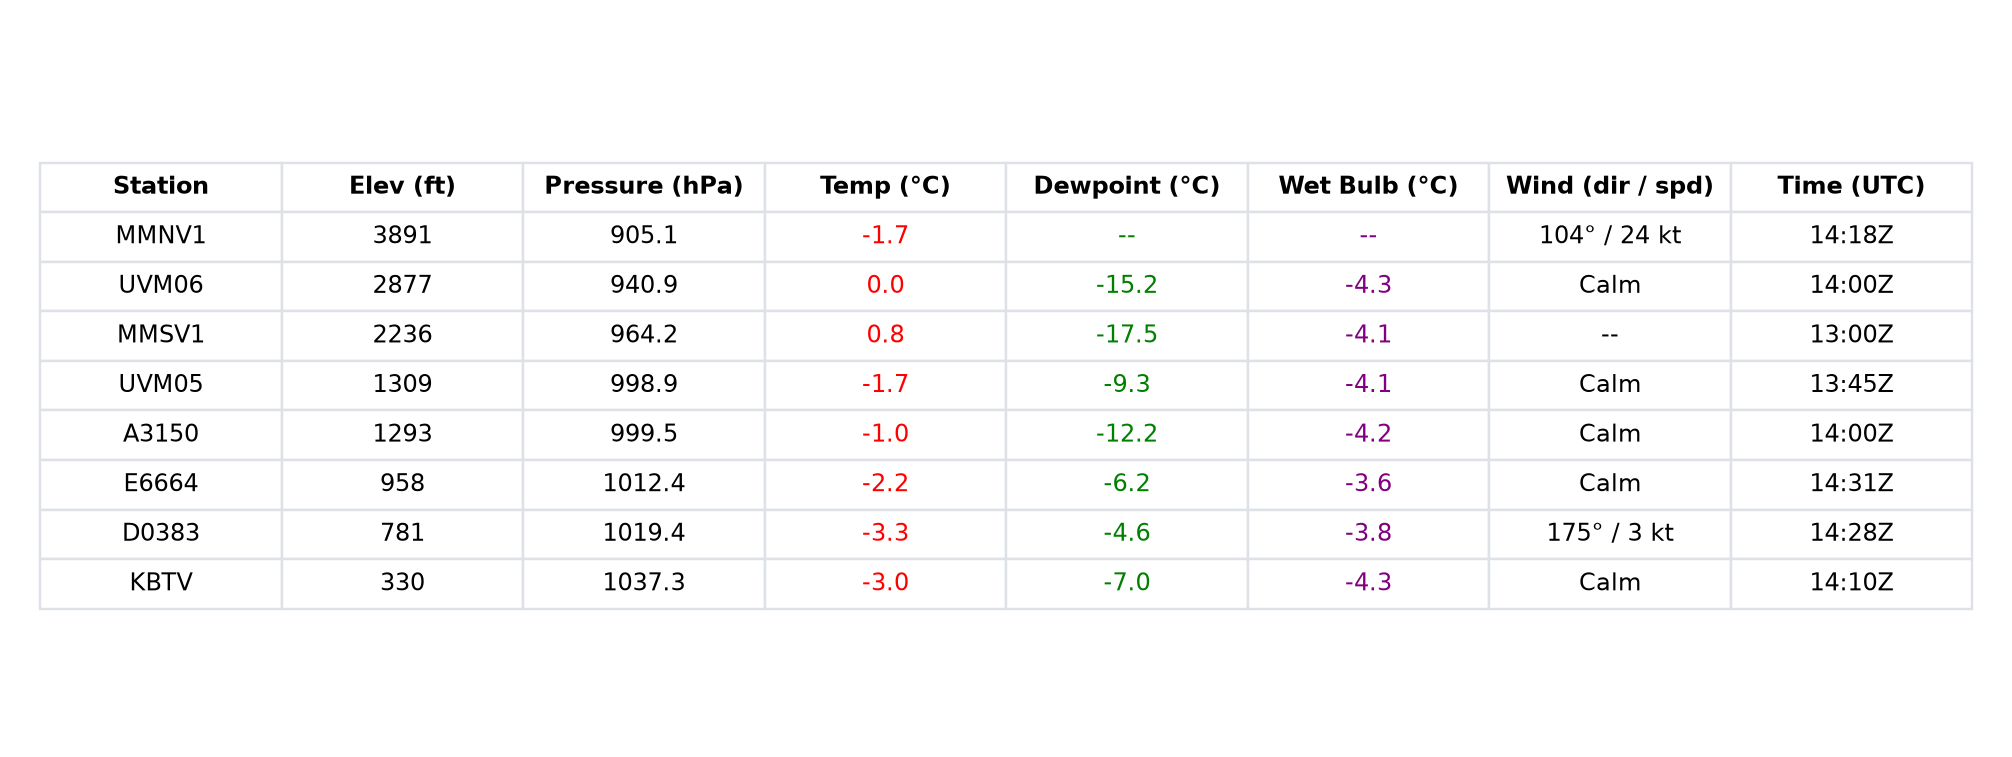 Station Elev (ft) Pressure (hPa) Temp (°C) Dewpoint (°C) Wet Bulb (°C) Wind (dir / spd) Time (UTC)
MMNV1 3891 905.1 -1.7 -- -- 104° / 24 kt 14:18Z
UVM06 2877 940.9 0.0 -15.2 -4.3 Calm 14:00Z
MMSV1 2236 964.2 0.8 -17.5 -4.1 -- 13:00Z
UVM05 1309 998.9 -1.7 -9.3 -4.1 Calm 13:45Z
A3150 1293 999.5 -1.0 -12.2 -4.2 Calm 14:00Z
E6664 958 1012.4 -2.2 -6.2 -3.6 Calm 14:31Z
D0383 781 1019.4 -3.3 -4.6 -3.8 175° / 3 kt 14:28Z
KBTV 330 1037.3 -3.0 -7.0 -4.3 Calm 14:10Z